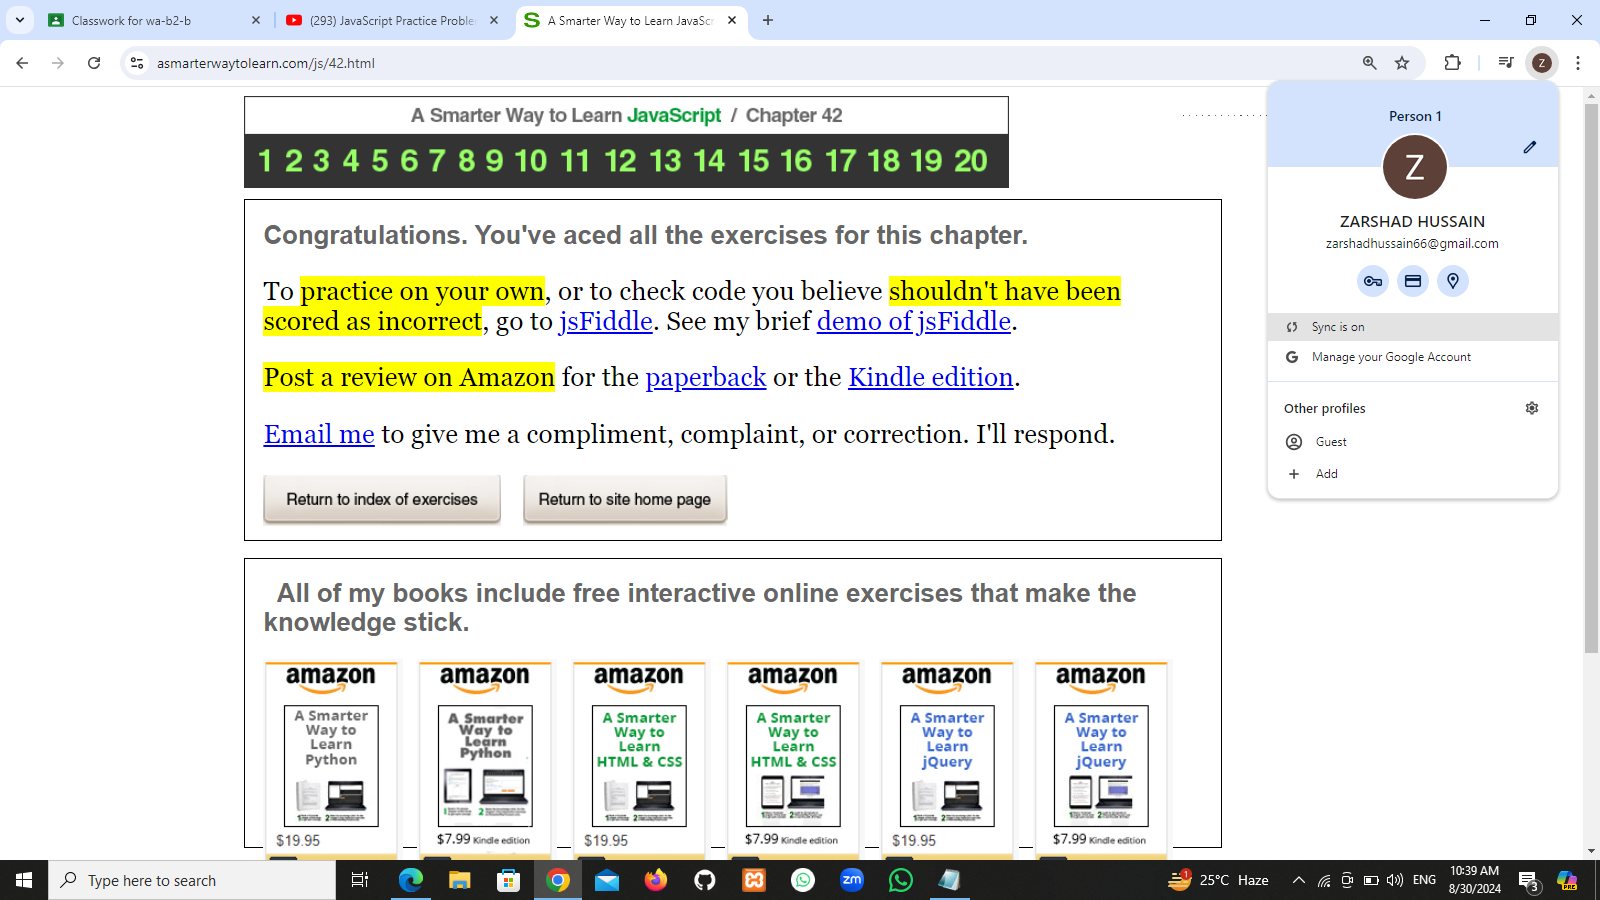 Classwork for wa-b2-b
(293) JavaScript Practice Proble
A Smarter Way to Learn JavaSc
asmarterwaytolearn.com/js/42.html
Z
A Smarter Way to Learn JavaScript / Chapter 42
1 2 3 4 5 6 7 8 9 10 11 12 13 14 15 16 17 18 19 20
Congratulations. You've aced all the exercises for this chapter.
To practice on your own, or to check code you believe shouldn't have been
scored as incorrect, go to jsFiddle. See my brief demo of jsFiddle.
Post a review on Amazon for the paperback or the Kindle edition.
Email me to give me a compliment, complaint, or correction. I'll respond.
Return to index of exercises
Return to site home page
All of my books include free interactive online exercises that make the
knowledge stick.
amazon
A Smarter
Way to
Learn
Python
$19.95
amazon
A Smarter
Way to
Learn
Python
$7.99 Kindle edition
amazon
A Smarter
Way to
Learn
HTML & CSS
$19.95
amazon
A Smarter
Way to
Learn
HTML & CSS
$7.99 Kindle edition
amazon
A Smarter
Way to
Learn
jQuery
$19.95
amazon
A Smarter
Way to
Learn
jQuery
$7.99 Kindle edition
Person 1
Z
ZARSHAD HUSSAIN
zarshadhussain66@gmail.com
Sync is on
Manage your Google Account
Other profiles
Guest
Add
Type here to search
zm
1
25°C Haze
ENG
10:39 AM
8/30/2024
3
PRE